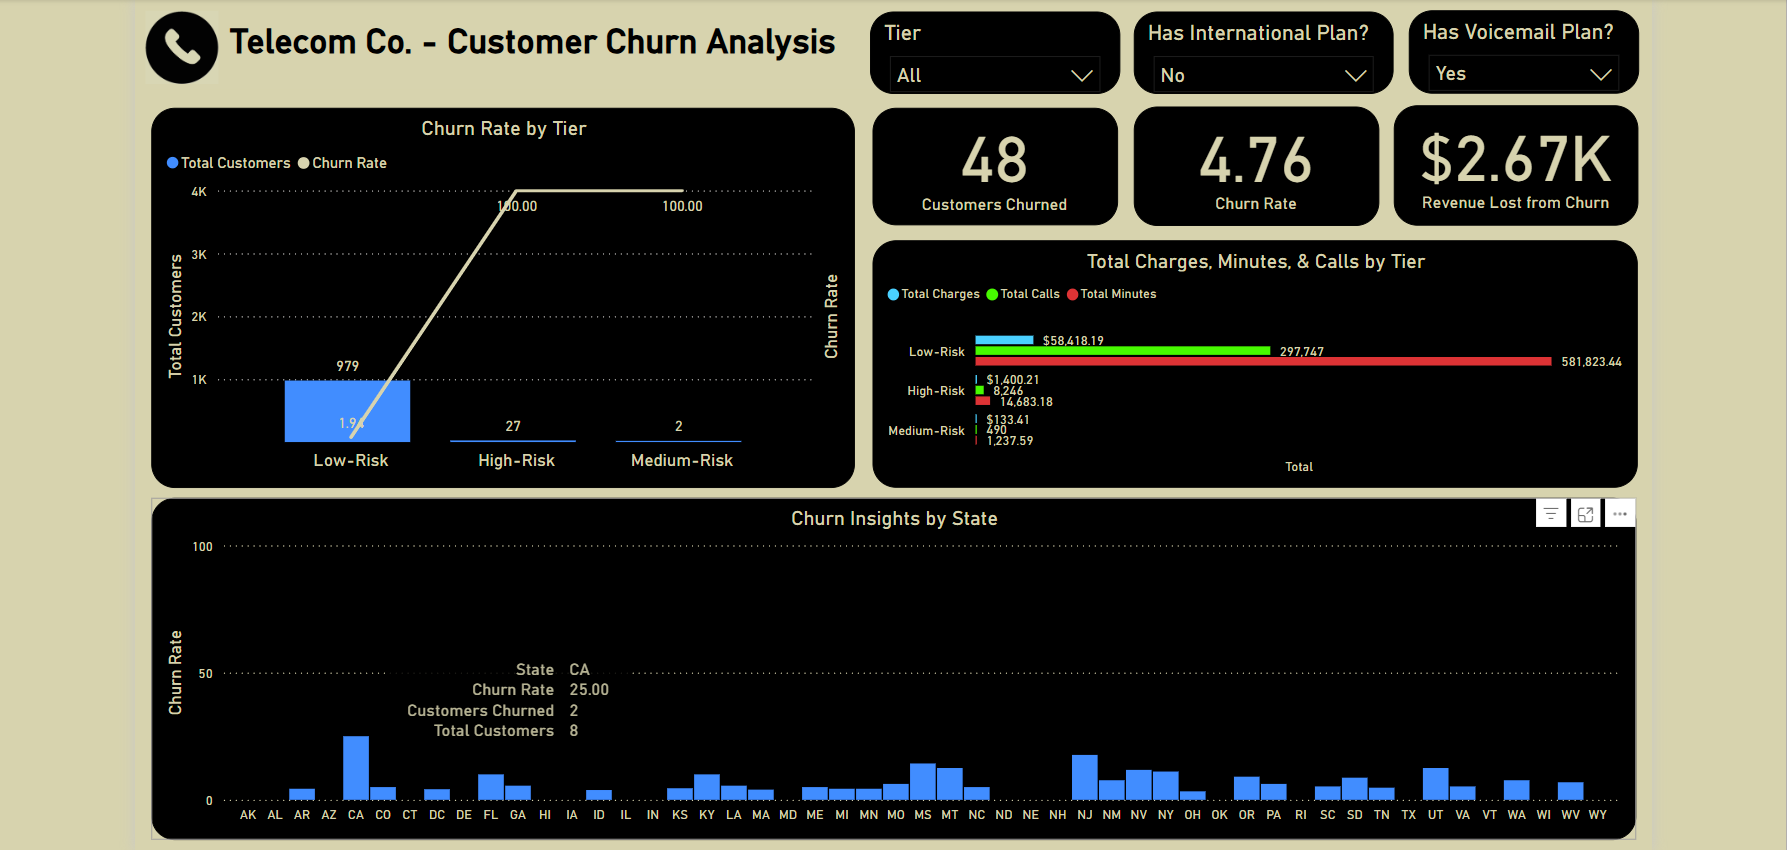 Telecom Co. - Customer Churn Analysis
Tier
All
Has International Plan?
No
Has Voicemail Plan?
Yes
Churn Rate by Tier
Total Customers
Churn Rate
4K
3K
2K
1K
Total Customers
Churn Rate
100.00
100.00
979
1.94
27
2
Low-Risk
High-Risk
Medium-Risk
48
Customers Churned
4.76
Churn Rate
$2.67K
Revenue Lost from Churn
Total Charges, Minutes, & Calls by Tier
Total Charges
Total Calls
Total Minutes
Low-Risk
$58,418.19
297,747
581,823.44
High-Risk
$1,400.21
8,246
14,683.18
Medium-Risk
$133.41
490
1,237.59
Total
Churn Insights by State
Churn Rate
100
50
0
State CA
Churn Rate 25.00
Customers Churned 2
Total Customers 8
AK AL AR AZ CA CO CT DC DE FL GA HI IA ID IL IN KS KY LA MA MD ME MI MN MO MS MT NC ND NE NH NJ NM NV NY OH OK OR PA RI SC SD TN TX UT VA VT WA WI WV WY